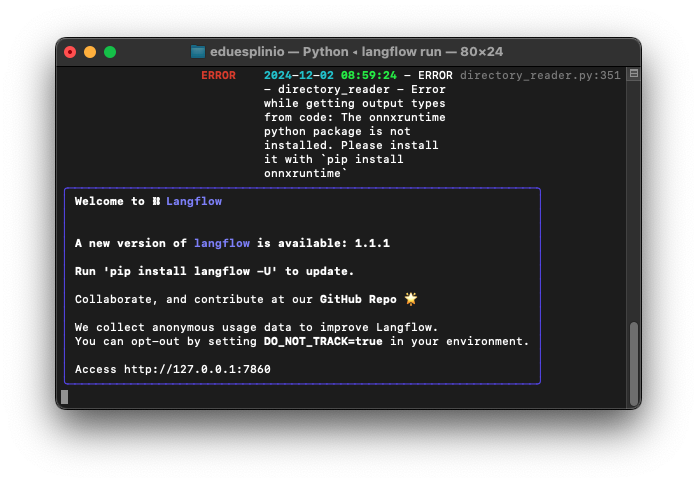 eduesplinio — Python ◂ langflow run — 80×24
ERROR 2024-12-02 08:59:24 - ERROR directory_reader.py:351
- directory_reader - Error
while getting output types
from code: The onnxruntime
python package is not
installed. Please install
it with `pip install
onnxruntime`
Welcome to ⛓ Langflow
A new version of langflow is available: 1.1.1
Run 'pip install langflow -U' to update.
Collaborate, and contribute at our GitHub Repo 🌟
We collect anonymous usage data to improve Langflow.
You can opt-out by setting DO_NOT_TRACK=true in your environment.
Access http://127.0.0.1:7860